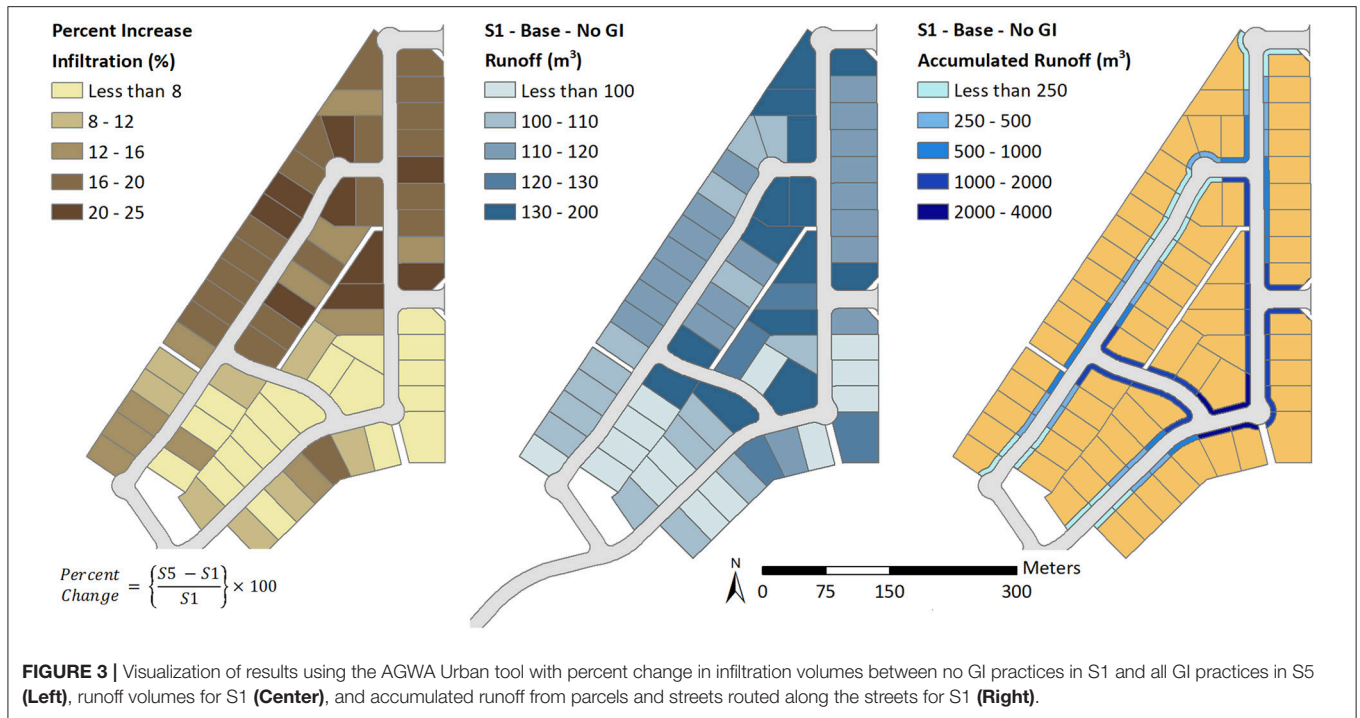 Percent Increase
Infiltration (%)
Less than 8
8 - 12
12 - 16
16 - 20
20 - 25
S1 - Base - No GI
Runoff (m³)
Less than 100
100 - 110
110 - 120
120 - 130
130 - 200
S1 - Base - No GI
Accumulated Runoff (m³)
Less than 250
250 - 500
500 - 1000
1000 - 2000
2000 - 4000
Percent Change = {(S5 − S1)/S1} × 100
N
Meters
0 75 150 300
FIGURE 3 | Visualization of results using the AGWA Urban tool with percent change in infiltration volumes between no GI practices in S1 and all GI practices in S5
(Left), runoff volumes for S1 (Center), and accumulated runoff from parcels and streets routed along the streets for S1 (Right).